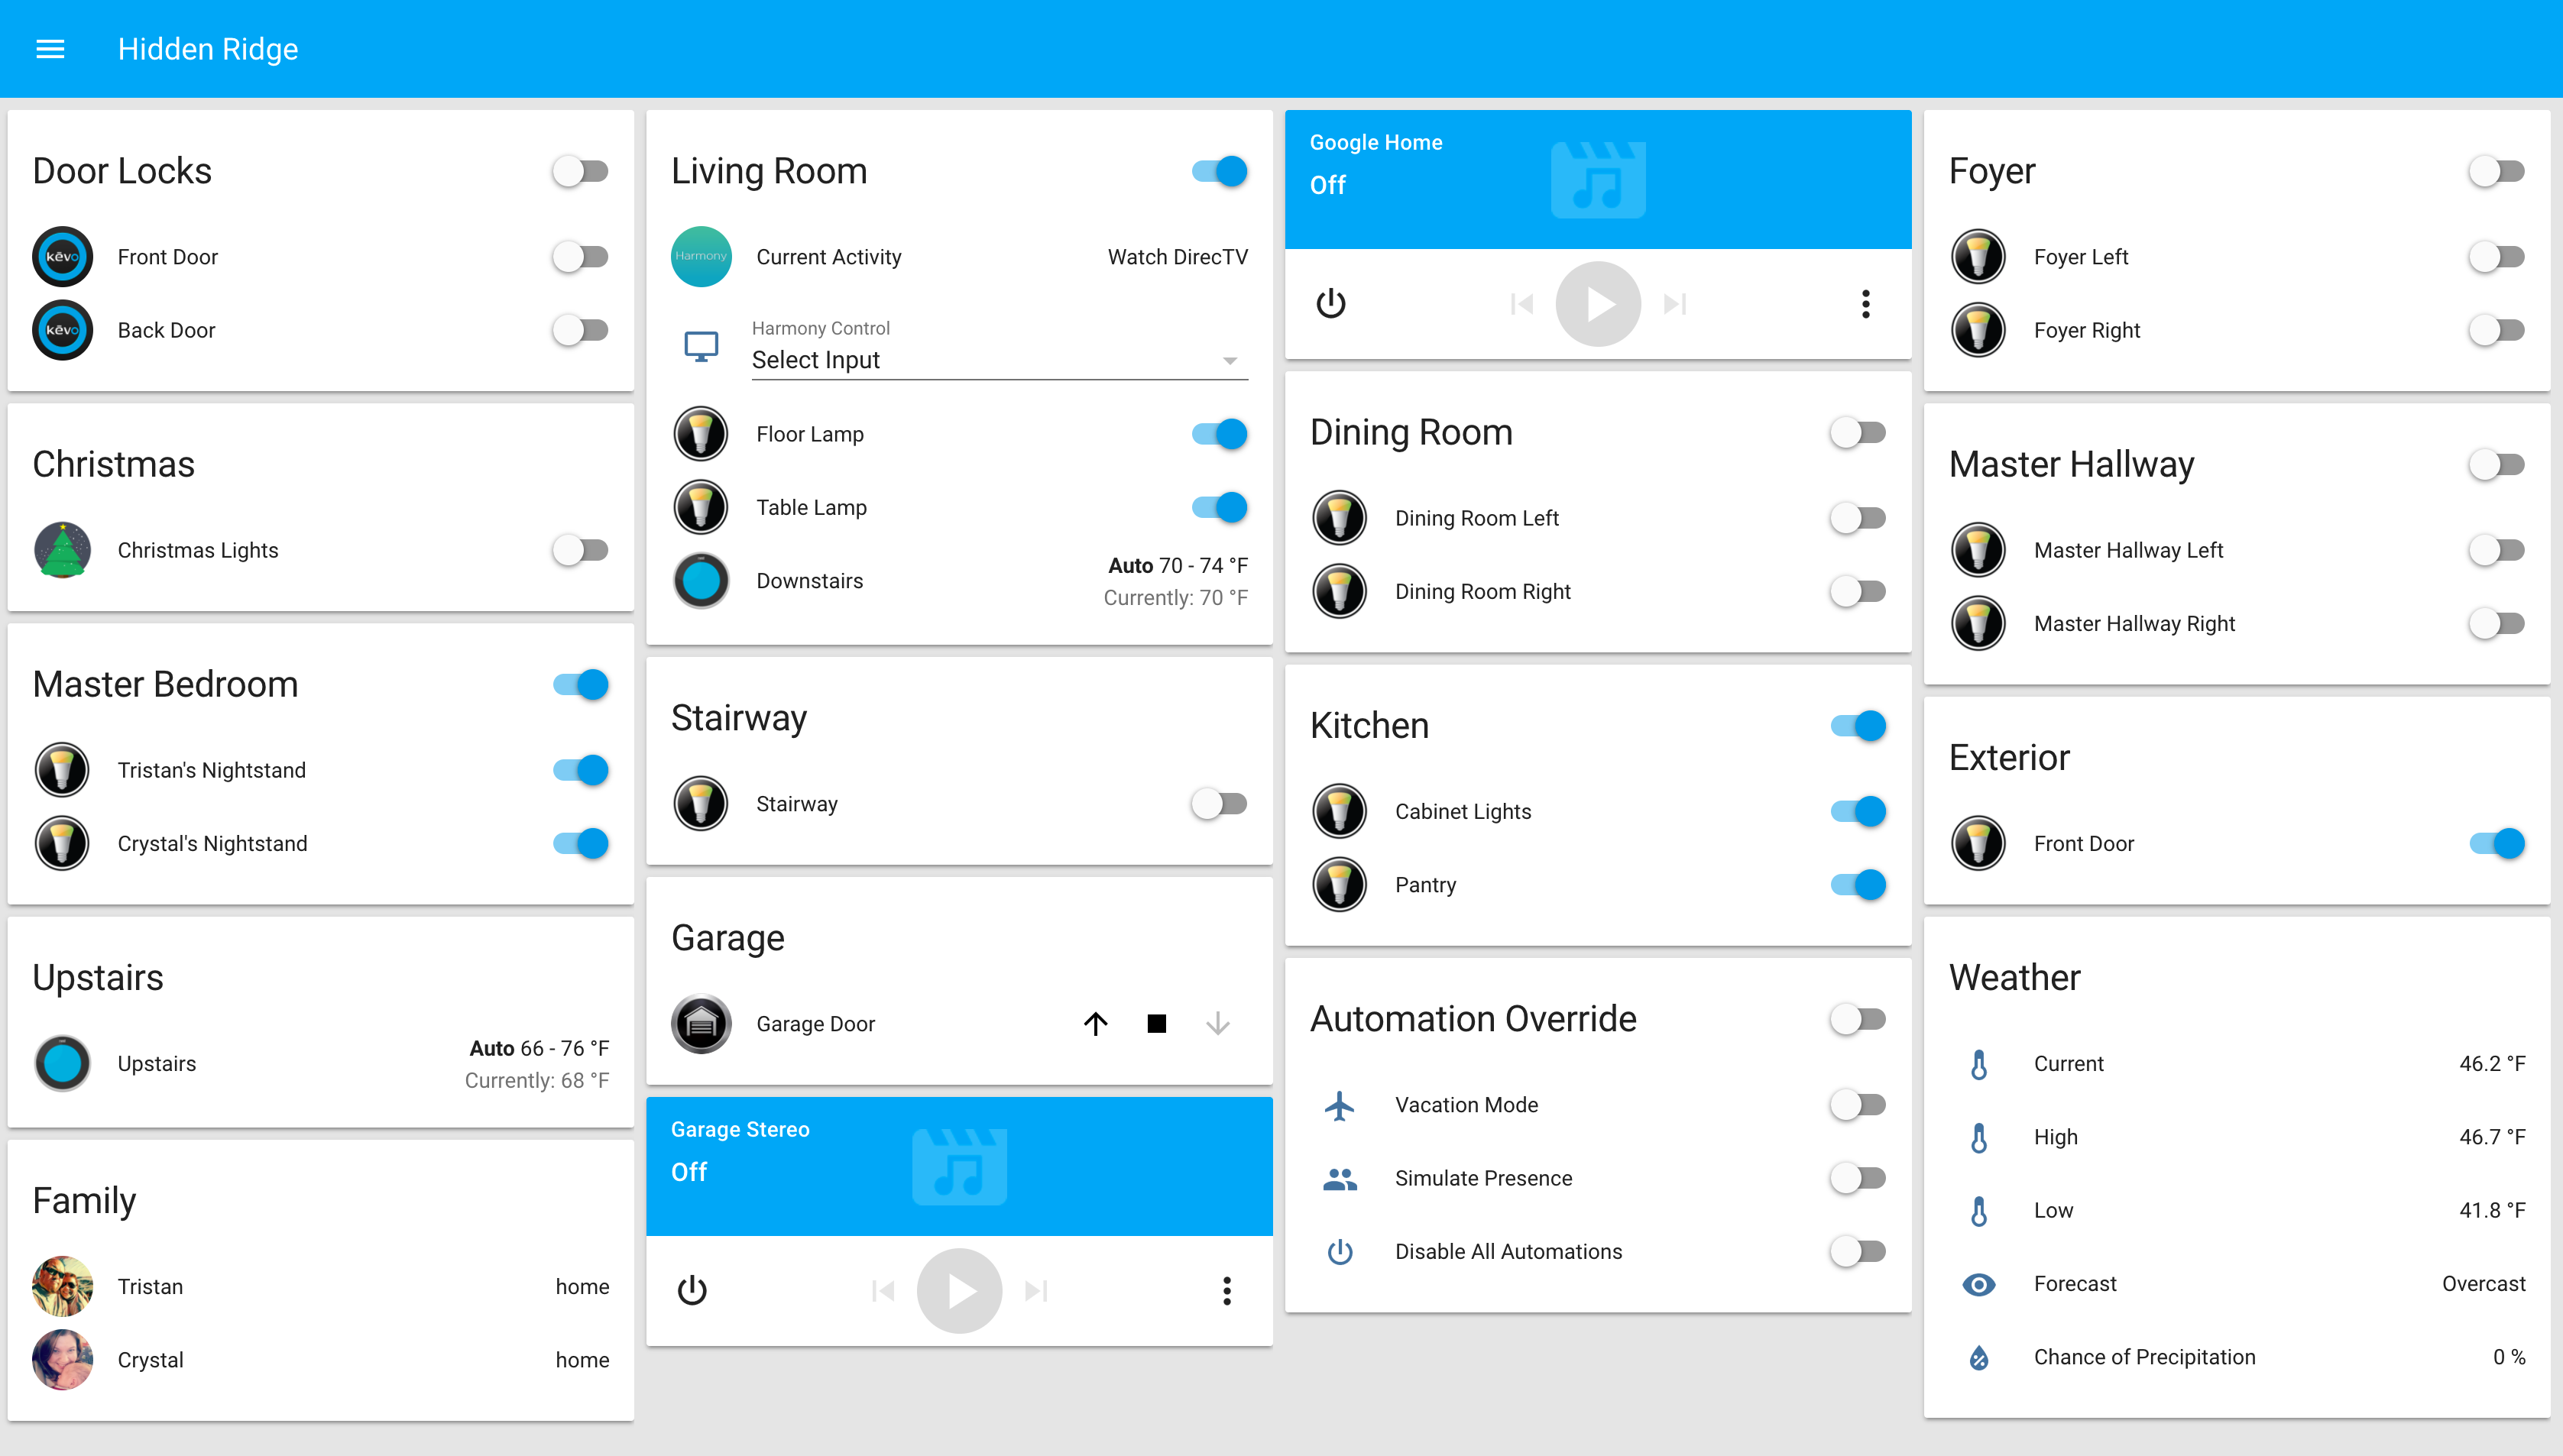 Hidden Ridge
Door Locks
kēvo Front Door
kēvo Back Door
Christmas
Christmas Lights
Master Bedroom
Tristan's Nightstand
Crystal's Nightstand
Upstairs
Upstairs Auto 66 - 76 °F
Currently: 68 °F
Family
Tristan home
Crystal home
Living Room
Harmony Current Activity Watch DirecTV
Harmony Control
Select Input
Floor Lamp
Table Lamp
Downstairs Auto 70 - 74 °F
Currently: 70 °F
Stairway
Stairway
Garage
Garage Door
Garage Stereo
Off
Google Home
Off
Dining Room
Dining Room Left
Dining Room Right
Kitchen
Cabinet Lights
Pantry
Automation Override
Vacation Mode
Simulate Presence
Disable All Automations
Foyer
Foyer Left
Foyer Right
Master Hallway
Master Hallway Left
Master Hallway Right
Exterior
Front Door
Weather
Current 46.2 °F
High 46.7 °F
Low 41.8 °F
Forecast Overcast
Chance of Precipitation 0 %